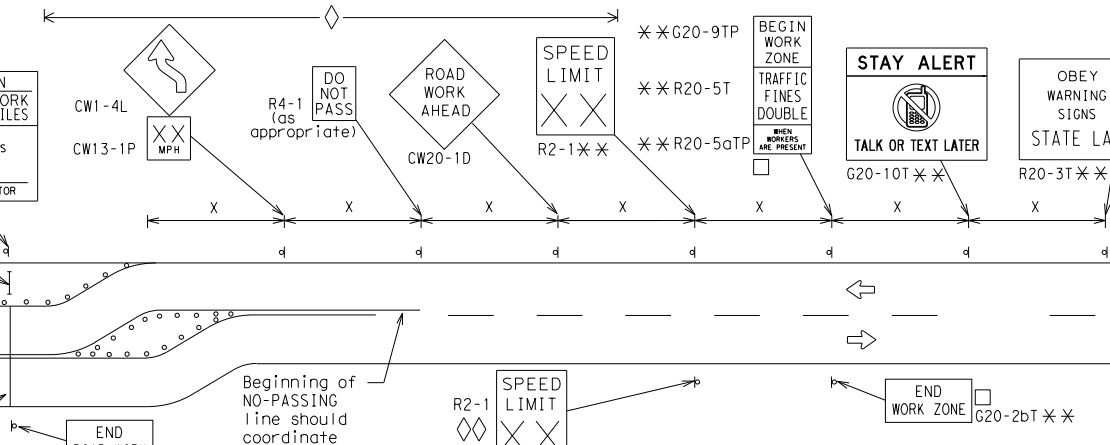 N
ORK
ILES
S
TOR
CW1-4L
CW13-1P
XX
MPH
R4-1
(as
appropriate)
DO
NOT
PASS
ROAD
WORK
AHEAD
CW20-1D
SPEED
LIMIT
X X
R2-1**
**G20-9TP
**R20-5T
**R20-5aTP
BEGIN
WORK
ZONE
TRAFFIC
FINES
DOUBLE
WHEN
WORKERS
ARE PRESENT
STAY ALERT
TALK OR TEXT LATER
G20-10T**
OBEY
WARNING
SIGNS
STATE LA
R20-3T**
X X X X X X X
Beginning of
NO-PASSING
line should
coordinate
R2-1
SPEED
LIMIT
X X
END
WORK ZONE
G20-2bT**
END